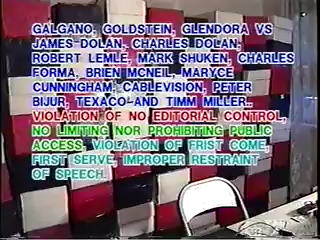 GALGANO, GOLDSTEIN, GLENDORA VS
JAMES DOLAN, CHARLES DOLAN,
ROBERT LEMLE, MARK SHUKEN, CHARLES
FORMA, BRIEN MCNEIL, MARYCE
CUNNINGHAM, CABLEVISION, PETER
BIJUR, TEXACO AND TIMM MILLER..
VIOLATION OF NO EDITORIAL CONTROL,
NO LIMITING NOR PROHIBITING PUBLIC
ACCESS. VIOLATION OF FRIST COME,
FIRST SERVE, IMPROPER RESTRAINT
OF SPEECH.